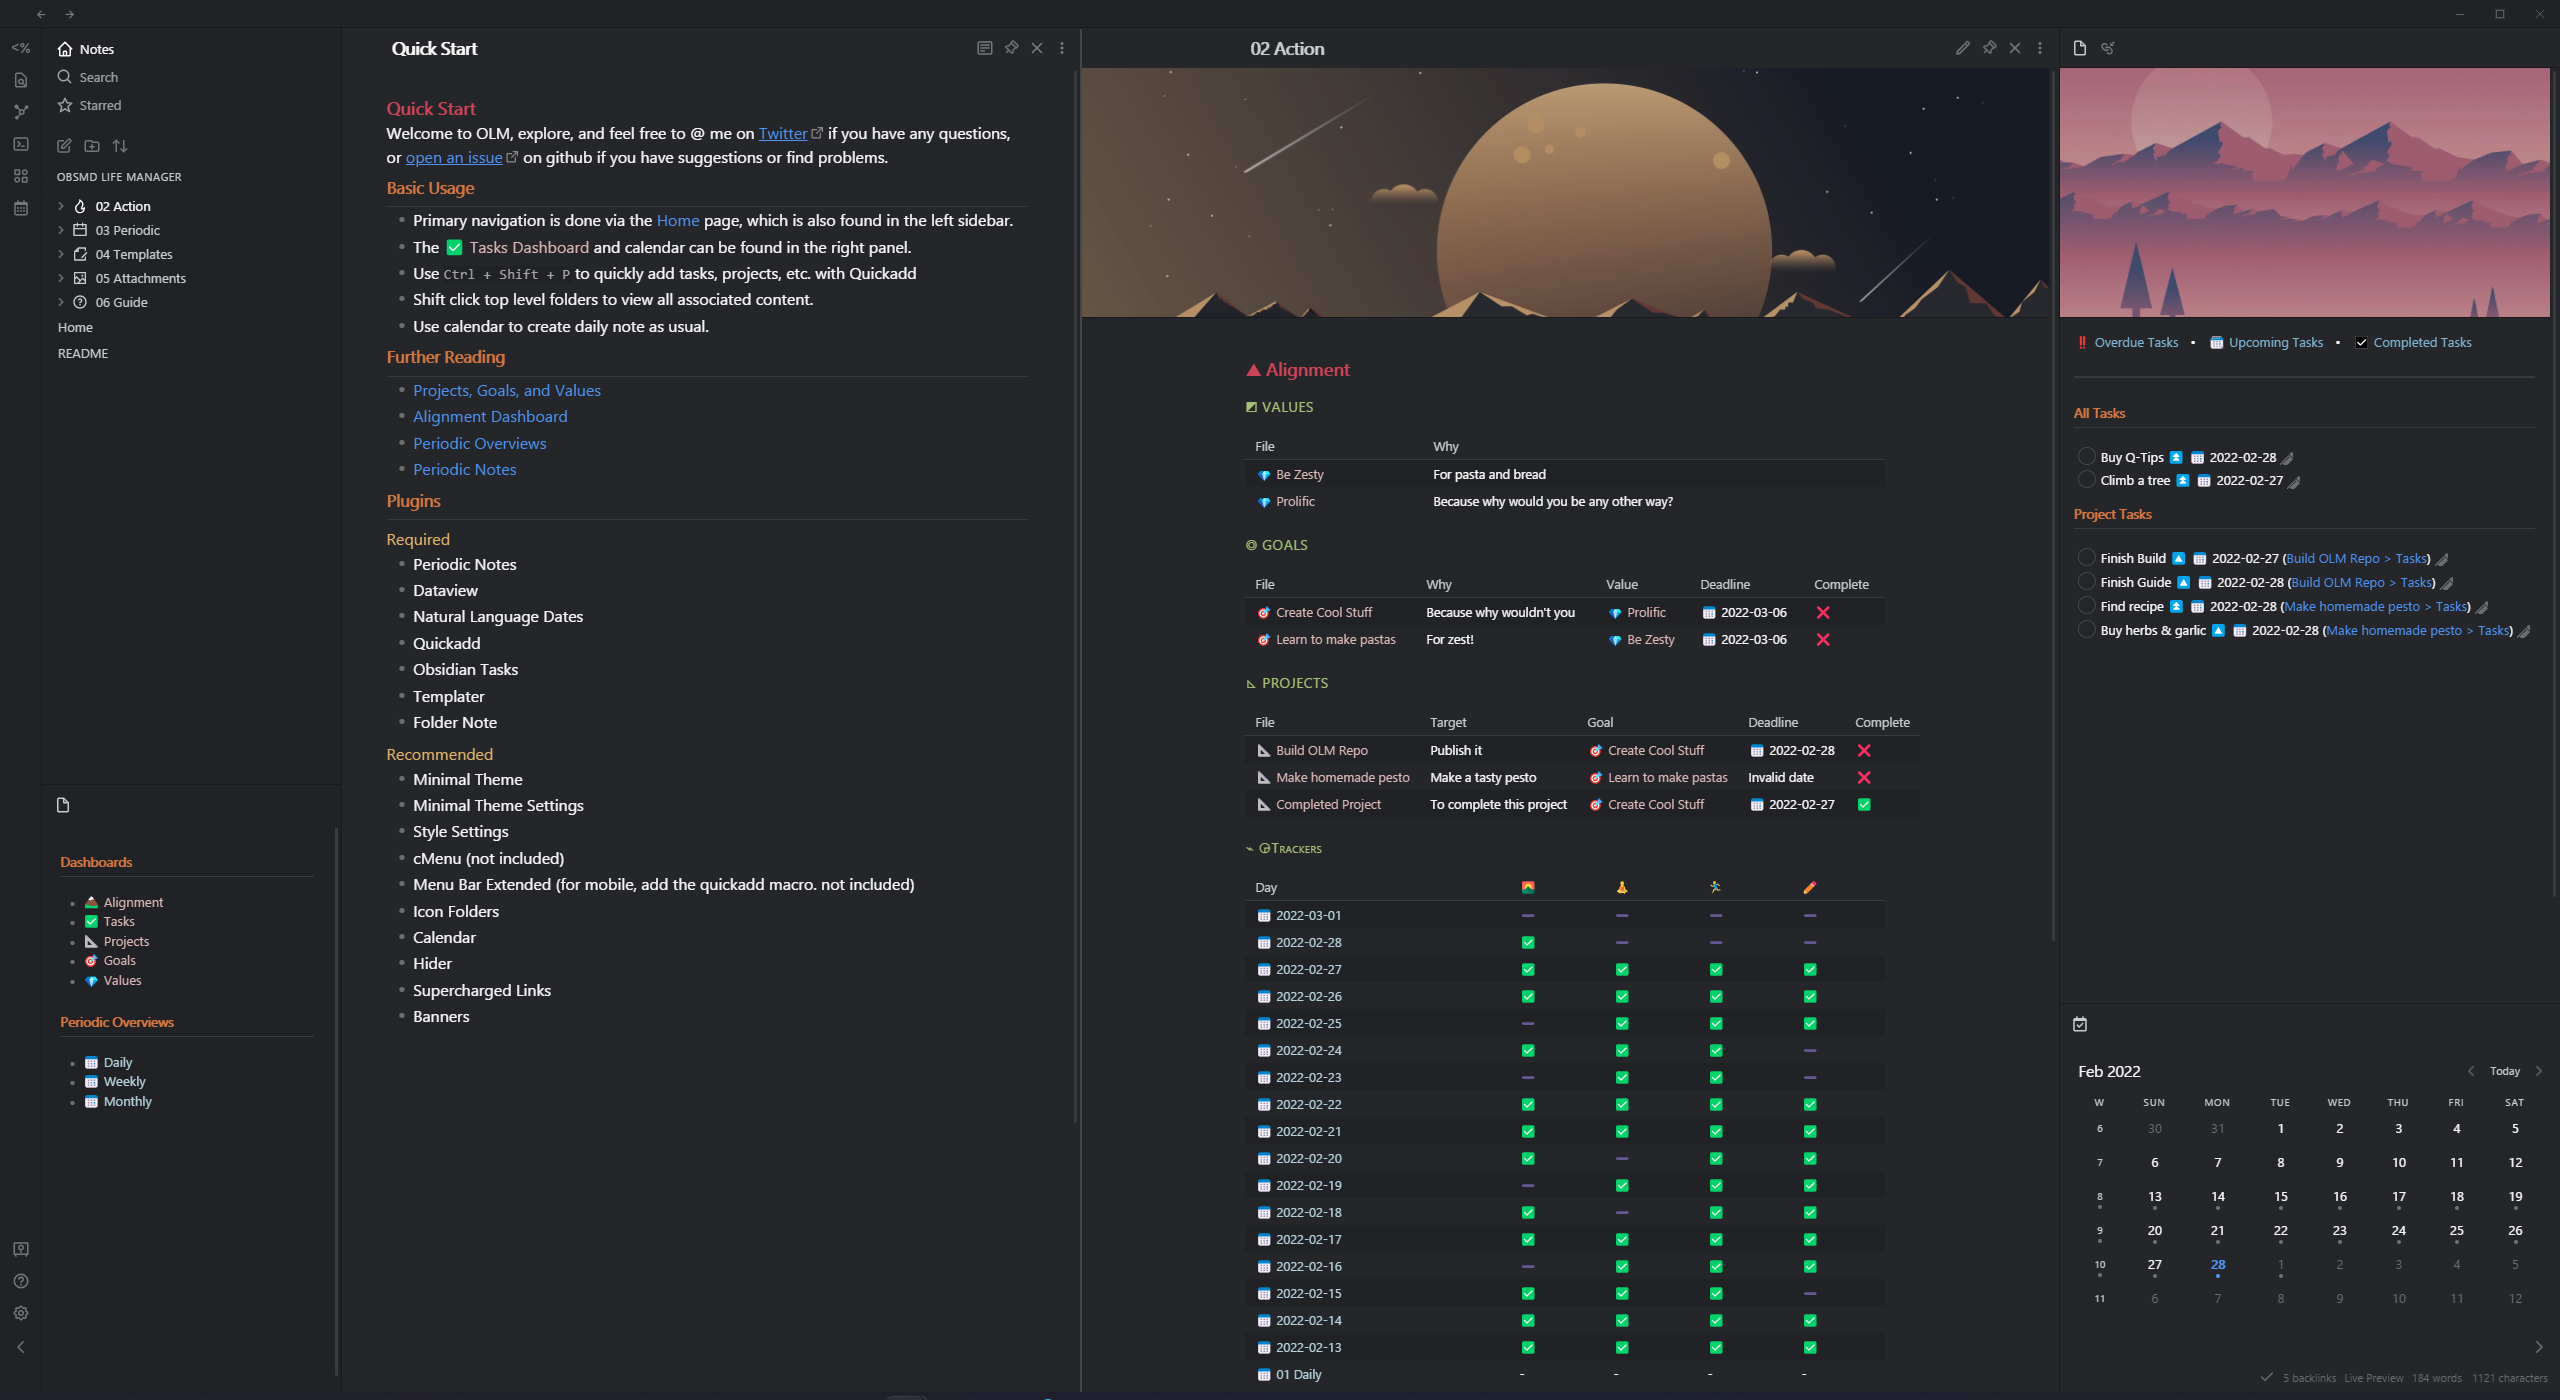 <%
Notes
Search
Starred
OBSMD LIFE MANAGER
02 Action
03 Periodic
04 Templates
05 Attachments
06 Guide
Home
README
Dashboards
Alignment
Tasks
Projects
Goals
Values
Periodic Overviews
Daily
Weekly
Monthly
Quick Start
Quick Start
Welcome to OLM, explore, and feel free to @ me on Twitter if you have any questions,
or open an issue on github if you have suggestions or find problems.
Basic Usage
Primary navigation is done via the Home page, which is also found in the left sidebar.
The ✅ Tasks Dashboard and calendar can be found in the right panel.
Use Ctrl + Shift + P to quickly add tasks, projects, etc. with Quickadd
Shift click top level folders to view all associated content.
Use calendar to create daily note as usual.
Further Reading
Projects, Goals, and Values
Alignment Dashboard
Periodic Overviews
Periodic Notes
Plugins
Required
Periodic Notes
Dataview
Natural Language Dates
Quickadd
Obsidian Tasks
Templater
Folder Note
Recommended
Minimal Theme
Minimal Theme Settings
Style Settings
cMenu (not included)
Menu Bar Extended (for mobile, add the quickadd macro. not included)
Icon Folders
Calendar
Hider
Supercharged Links
Banners
02 Action
Alignment
VALUES
File Why
Be Zesty For pasta and bread
Prolific Because why would you be any other way?
GOALS
File Why Value Deadline Complete
Create Cool Stuff Because why wouldn't you Prolific 2022-03-06 ❌
Learn to make pastas For zest! Be Zesty 2022-03-06 ❌
PROJECTS
File Target Goal Deadline Complete
Build OLM Repo Publish it Create Cool Stuff 2022-02-28 ❌
Make homemade pesto Make a tasty pesto Learn to make pastas Invalid date ❌
Completed Project To complete this project Create Cool Stuff 2022-02-27 ✅
Trackers
Day
2022-03-01
2022-02-28
2022-02-27
2022-02-26
2022-02-25
2022-02-24
2022-02-23
2022-02-22
2022-02-21
2022-02-20
2022-02-19
2022-02-18
2022-02-17
2022-02-16
2022-02-15
2022-02-14
2022-02-13
01 Daily - - - -
Overdue Tasks • Upcoming Tasks • Completed Tasks
All Tasks
Buy Q-Tips 2022-02-28
Climb a tree 2022-02-27
Project Tasks
Finish Build 2022-02-27 (Build OLM Repo > Tasks)
Finish Guide 2022-02-28 (Build OLM Repo > Tasks)
Find recipe 2022-02-28 (Make homemade pesto > Tasks)
Buy herbs & garlic 2022-02-28 (Make homemade pesto > Tasks)
Feb 2022 Today
W SUN MON TUE WED THU FRI SAT
6 30 31 1 2 3 4 5
7 6 7 8 9 10 11 12
8 13 14 15 16 17 18 19
9 20 21 22 23 24 25 26
10 27 28 1 2 3 4 5
11 6 7 8 9 10 11 12
5 backlinks Live Preview 184 words 1121 characters